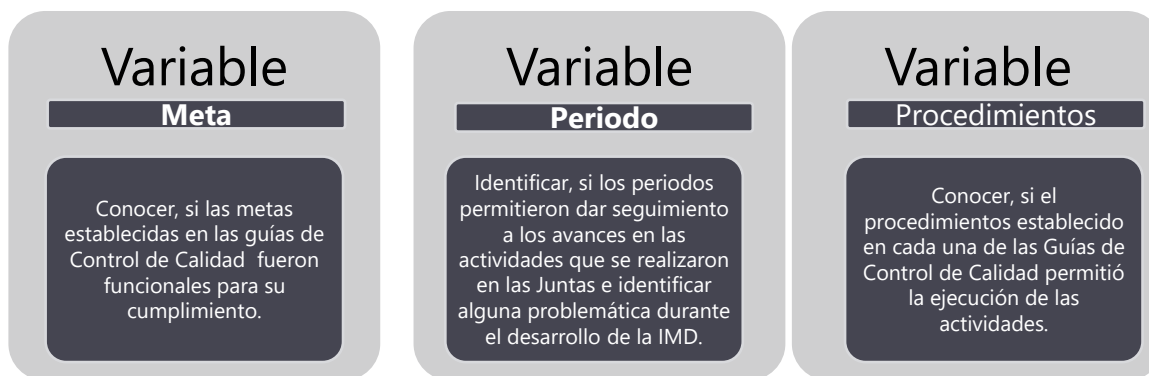 Variable
Meta
Conocer, si las metas
establecidas en las guías de
Control de Calidad fueron
funcionales para su
cumplimiento.
Variable
Periodo
Identificar, si los periodos
permitieron dar seguimiento
a los avances en las
actividades que se realizaron
en las Juntas e identificar
alguna problemática durante
el desarrollo de la IMD.
Variable
Procedimientos
Conocer, si el
procedimientos establecido
en cada una de las Guías de
Control de Calidad permitió
la ejecución de las
actividades.